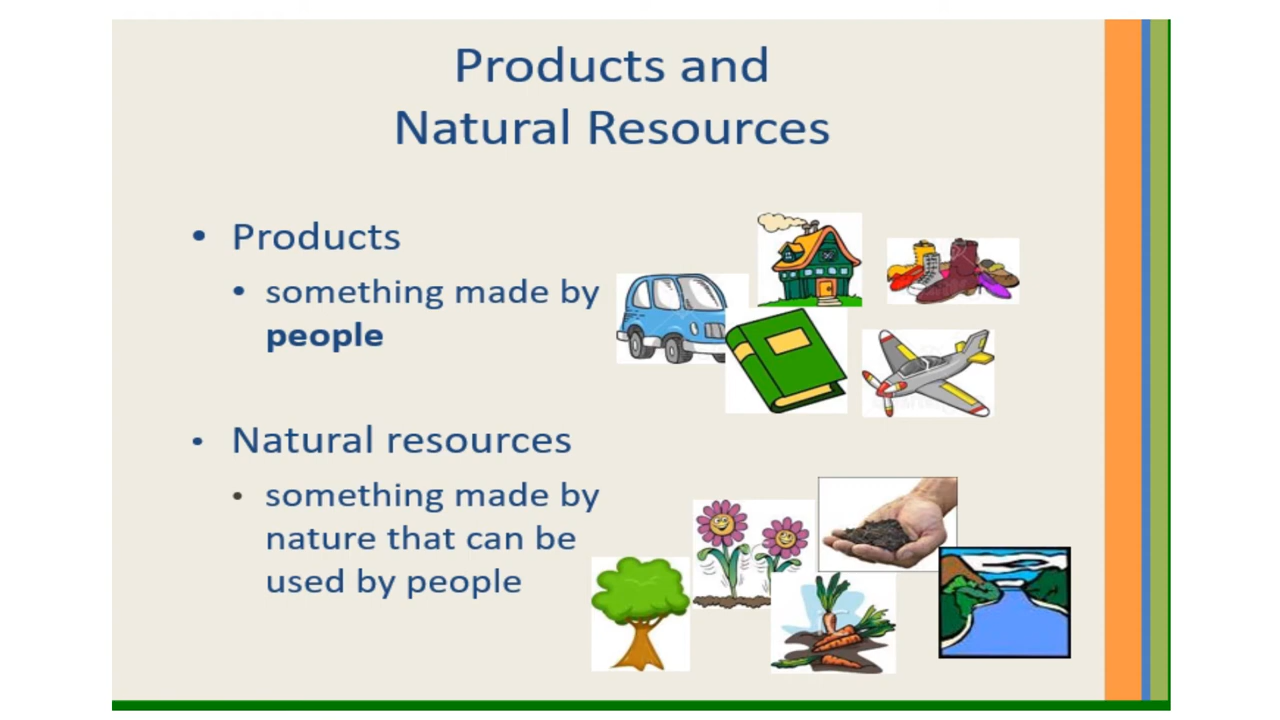 Products and
Natural Resources
• Products
• something made by
people
• Natural resources
• something made by
nature that can be
used by people